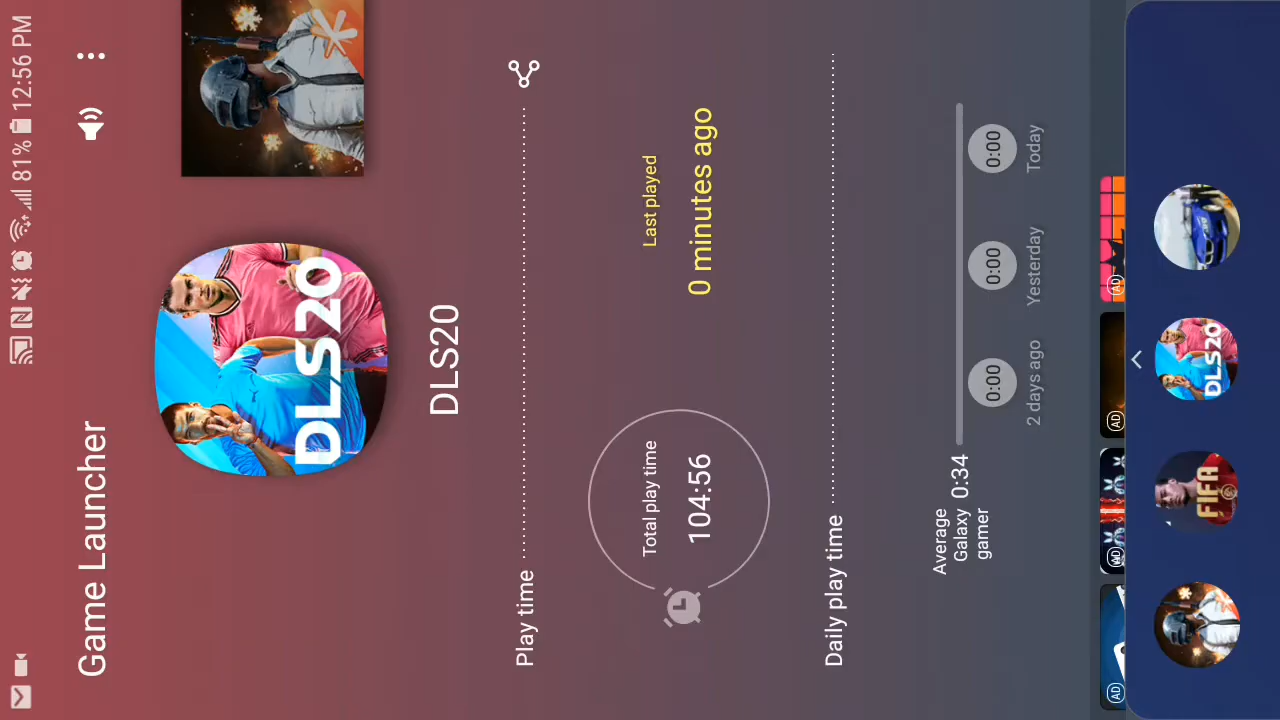 81% 12:56 PM
Game Launcher
DLS 20
DLS20
Play time
Total play time
104:56
Last played
0 minutes ago
Daily play time
Average
Galaxy
gamer
0:34
0:00
0:00
0:00
2 days ago
Yesterday
Today
AD
AD
AD
AD
FIFA
DLS20